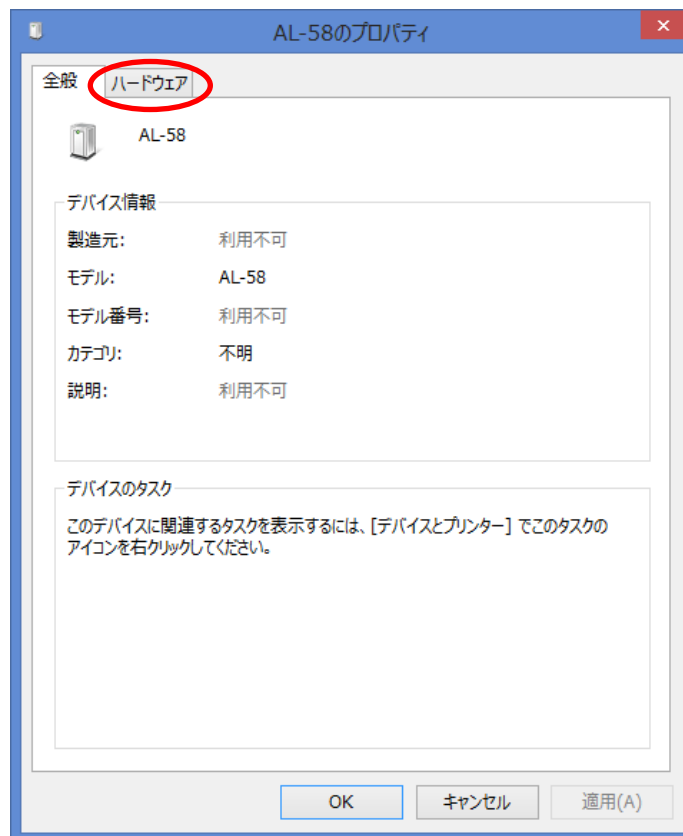 AL-58のプロパティ
全般 ハードウェア
AL-58
デバイス情報
製造元: 利用不可
モデル: AL-58
モデル番号: 利用不可
カテゴリ: 不明
説明: 利用不可
デバイスのタスク
このデバイスに関連するタスクを表示するには、[デバイスとプリンター] でこのタスクの
アイコンを右クリックしてください。
OK キャンセル 適用(A)